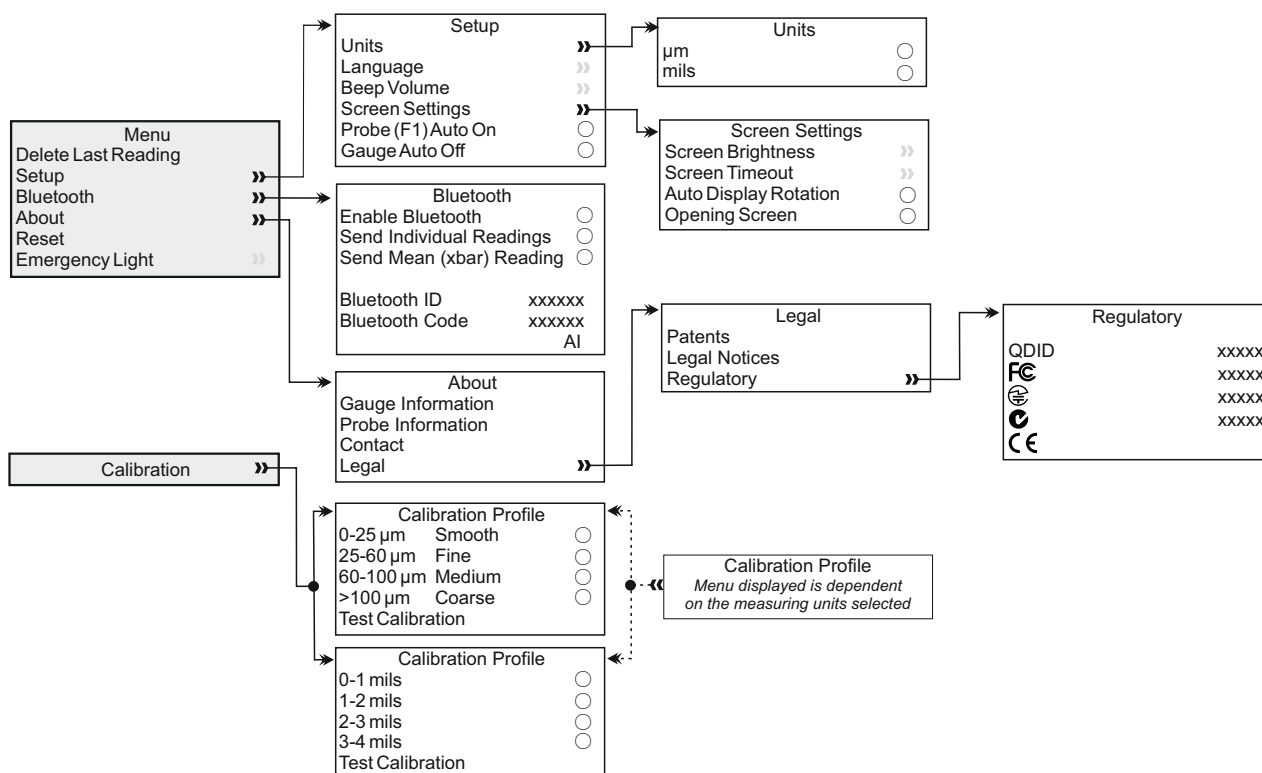 Menu
Delete Last Reading
Setup
Bluetooth
About
Reset
Emergency Light
Setup
Units
Language
Beep Volume
Screen Settings
Probe (F1) Auto On
Gauge Auto Off
Units
µm
mils
Screen Settings
Screen Brightness
Screen Timeout
Auto Display Rotation
Opening Screen
Bluetooth
Enable Bluetooth
Send Individual Readings
Send Mean (xbar) Reading
Bluetooth ID xxxxxx
Bluetooth Code xxxxxx
AI
About
Gauge Information
Probe Information
Contact
Legal
Legal
Patents
Legal Notices
Regulatory
Regulatory
QDID xxxxx
FC xxxxx
xxxxx
xxxxx
CE
Calibration
Calibration Profile
0-25 µm Smooth
25-60 µm Fine
60-100 µm Medium
>100 µm Coarse
Test Calibration
Calibration Profile
Menu displayed is dependent
on the measuring units selected
Calibration Profile
0-1 mils
1-2 mils
2-3 mils
3-4 mils
Test Calibration